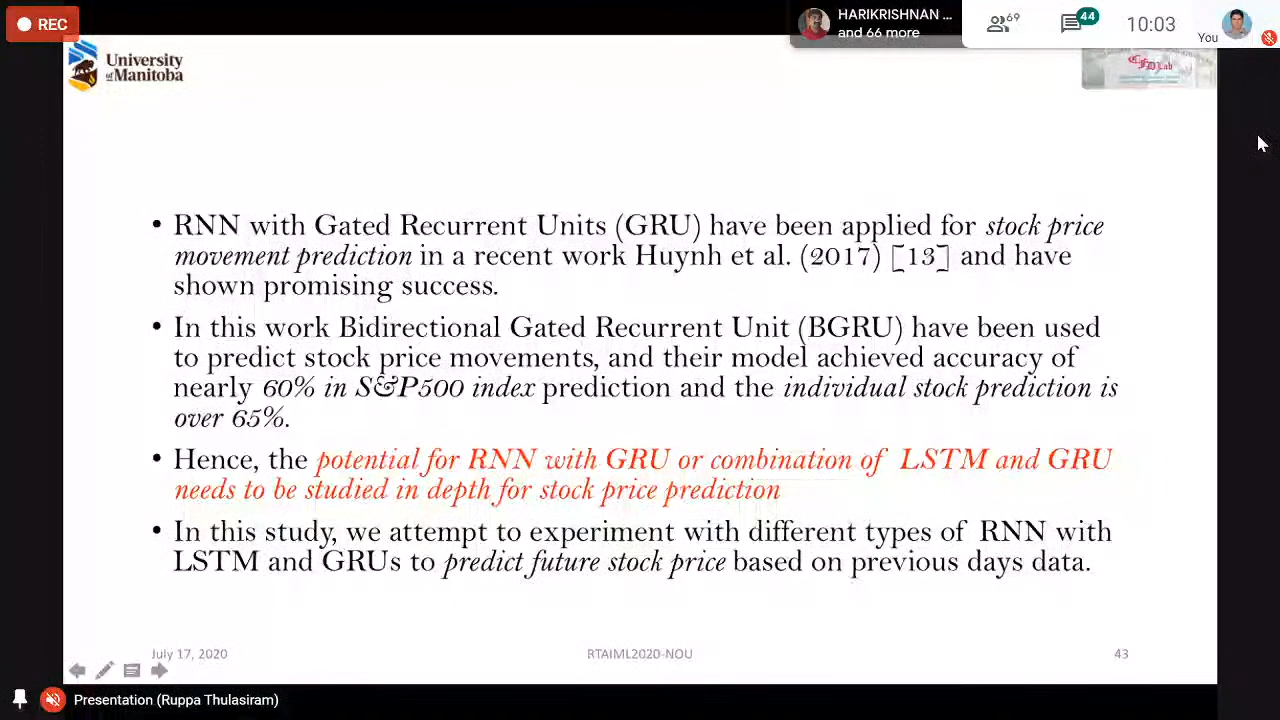 REC
HARIKRISHNAN ...
and 66 more
69
44
10:03
You
University
of Manitoba
CFD Lab
• RNN with Gated Recurrent Units (GRU) have been applied for stock price
movement prediction in a recent work Huynh et al. (2017) [13] and have
shown promising success.
• In this work Bidirectional Gated Recurrent Unit (BGRU) have been used
to predict stock price movements, and their model achieved accuracy of
nearly 60% in S&P500 index prediction and the individual stock prediction is
over 65%.
• Hence, the potential for RNN with GRU or combination of LSTM and GRU
needs to be studied in depth for stock price prediction
• In this study, we attempt to experiment with different types of RNN with
LSTM and GRUs to predict future stock price based on previous days data.
July 17, 2020
RTAIML2020-NOU
43
Presentation (Ruppa Thulasiram)